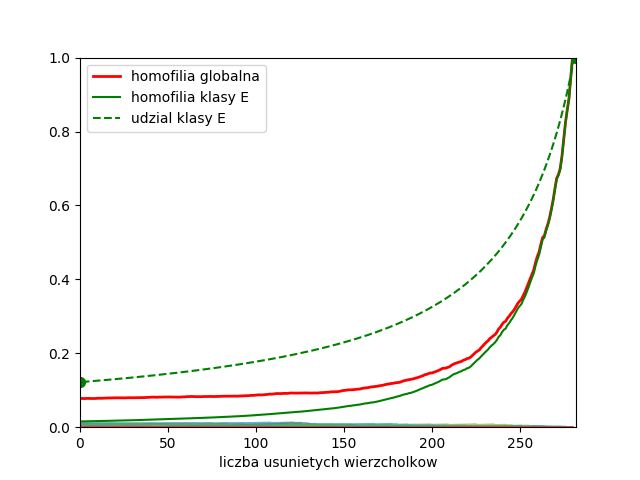 1.0
0.8
0.6
0.4
0.2
0.0
homofilia globalna
homofilia klasy E
udzial klasy E
0 50 100 150 200 250
liczba usunietych wierzcholkow